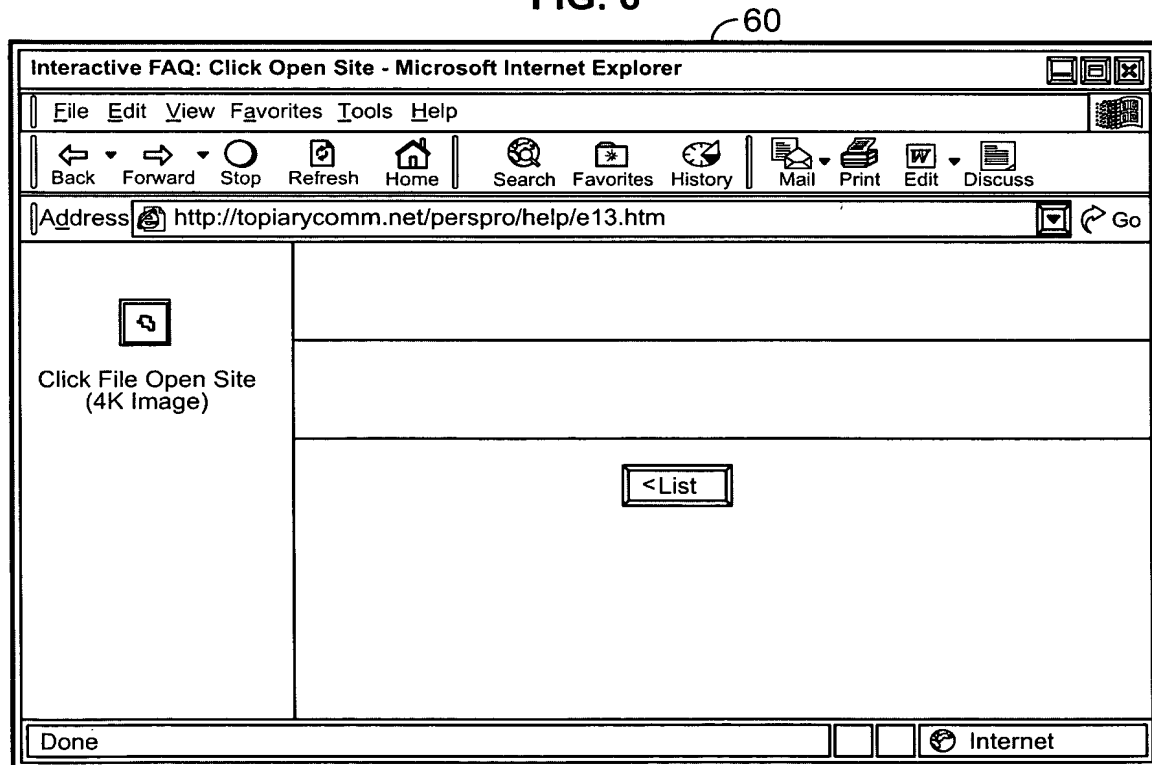 FIG. 6
60
Interactive FAQ: Click Open Site - Microsoft Internet Explorer
File Edit View Favorites Tools Help
Back Forward Stop Refresh Home Search Favorites History Mail Print Edit Discuss
Address http://topiarycomm.net/perspro/help/e13.htm Go
Click File Open Site
(4K Image)
<List
Done Internet